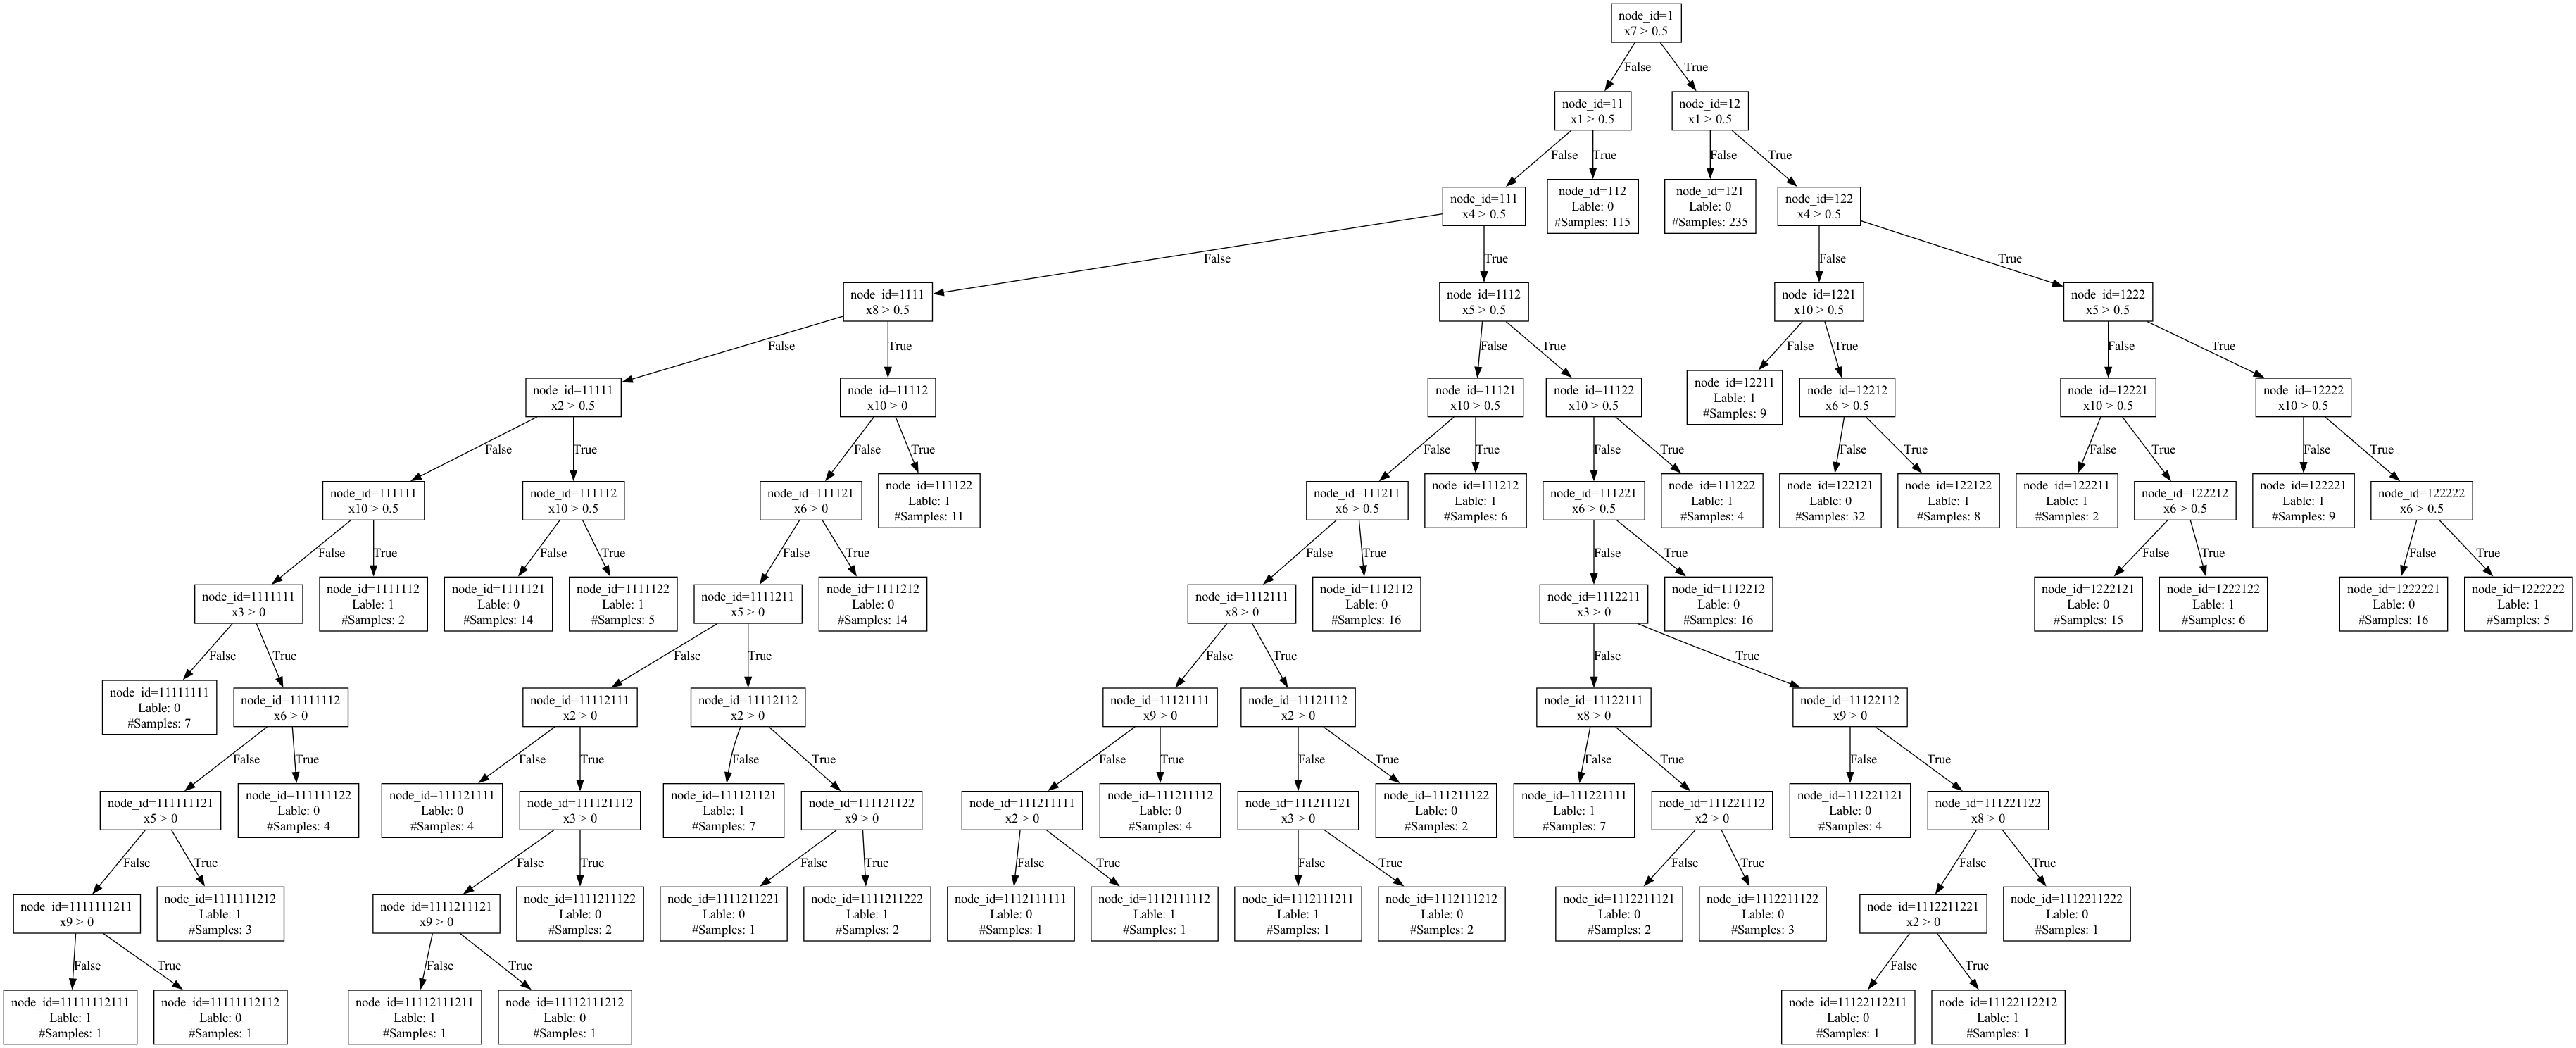 node_id=1
x7 > 0.5
False
True
node_id=11
x1 > 0.5
node_id=12
x1 > 0.5
False
True
False
True
node_id=111
x4 > 0.5
node_id=112
Lable: 0
#Samples: 115
node_id=121
Lable: 0
#Samples: 235
node_id=122
x4 > 0.5
False
True
False
True
node_id=1111
x8 > 0.5
node_id=1112
x5 > 0.5
node_id=1221
x10 > 0.5
node_id=1222
x5 > 0.5
False
True
False
True
False
True
False
True
node_id=11111
x2 > 0.5
node_id=11112
x10 > 0
node_id=11121
x10 > 0.5
node_id=11122
x10 > 0.5
node_id=12211
Lable: 1
#Samples: 9
node_id=12212
x6 > 0.5
node_id=12221
x10 > 0.5
node_id=12222
x10 > 0.5
False
True
False
True
False
True
False
True
False
True
False
True
False
True
node_id=111111
x10 > 0.5
node_id=111112
x10 > 0.5
node_id=111121
x6 > 0
node_id=111122
Lable: 1
#Samples: 11
node_id=111211
x6 > 0.5
node_id=111212
Lable: 1
#Samples: 6
node_id=111221
x6 > 0.5
node_id=111222
Lable: 1
#Samples: 4
node_id=122121
Lable: 0
#Samples: 32
node_id=122122
Lable: 1
#Samples: 8
node_id=122211
Lable: 1
#Samples: 2
node_id=122212
x6 > 0.5
node_id=122221
Lable: 1
#Samples: 9
node_id=122222
x6 > 0.5
False
True
False
True
False
True
False
True
False
True
False
True
False
True
node_id=1111111
x3 > 0
node_id=1111112
Lable: 1
#Samples: 2
node_id=1111121
Lable: 0
#Samples: 14
node_id=1111122
Lable: 1
#Samples: 5
node_id=1111211
x5 > 0
node_id=1111212
Lable: 0
#Samples: 14
node_id=1112111
x8 > 0
node_id=1112112
Lable: 0
#Samples: 16
node_id=1112211
x3 > 0
node_id=1112212
Lable: 0
#Samples: 16
node_id=1222121
Lable: 0
#Samples: 15
node_id=1222122
Lable: 1
#Samples: 6
node_id=1222221
Lable: 0
#Samples: 16
node_id=1222222
Lable: 1
#Samples: 5
False
True
False
True
False
True
False
True
node_id=11111111
Lable: 0
#Samples: 7
node_id=11111112
x6 > 0
node_id=11112111
x2 > 0
node_id=11112112
x2 > 0
node_id=11121111
x9 > 0
node_id=11121112
x2 > 0
node_id=11122111
x8 > 0
node_id=11122112
x9 > 0
False
True
False
True
False
True
False
True
False
True
False
True
False
True
node_id=111111121
x5 > 0
node_id=111111122
Lable: 0
#Samples: 4
node_id=111121111
Lable: 0
#Samples: 4
node_id=111121112
x3 > 0
node_id=111121121
Lable: 1
#Samples: 7
node_id=111121122
x9 > 0
node_id=111211111
x2 > 0
node_id=111211112
Lable: 0
#Samples: 4
node_id=111211121
x3 > 0
node_id=111211122
Lable: 0
#Samples: 2
node_id=111221111
Lable: 1
#Samples: 7
node_id=111221112
x2 > 0
node_id=111221121
Lable: 0
#Samples: 4
node_id=111221122
x8 > 0
False
True
False
True
False
True
False
True
False
True
False
True
False
True
node_id=1111111211
x9 > 0
node_id=1111111212
Lable: 1
#Samples: 3
node_id=1111211121
x9 > 0
node_id=1111211122
Lable: 0
#Samples: 2
node_id=1111211221
Lable: 0
#Samples: 1
node_id=1111211222
Lable: 1
#Samples: 2
node_id=1112111111
Lable: 0
#Samples: 1
node_id=1112111112
Lable: 1
#Samples: 1
node_id=1112111211
Lable: 1
#Samples: 1
node_id=1112111212
Lable: 0
#Samples: 2
node_id=1112211121
Lable: 0
#Samples: 2
node_id=1112211122
Lable: 0
#Samples: 3
node_id=1112211221
x2 > 0
node_id=1112211222
Lable: 0
#Samples: 1
False
True
False
True
False
True
node_id=11111112111
Lable: 1
#Samples: 1
node_id=11111112112
Lable: 0
#Samples: 1
node_id=11112111211
Lable: 1
#Samples: 1
node_id=11112111212
Lable: 0
#Samples: 1
node_id=11122112211
Lable: 0
#Samples: 1
node_id=11122112212
Lable: 1
#Samples: 1